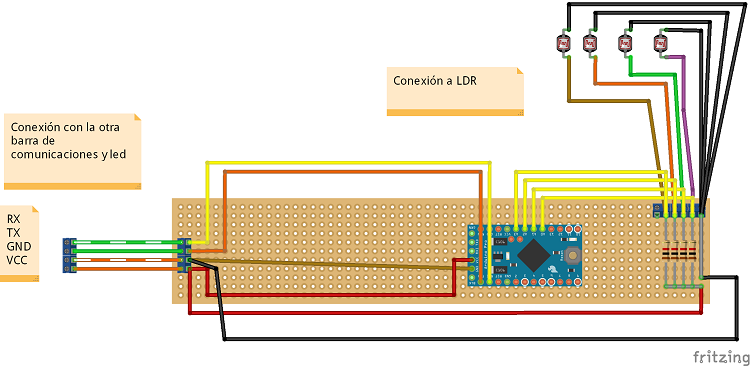 Conexión a LDR
Conexión con la otra
barra de
comunicaciones y led
RX
TX
GND
VCC
fritzing